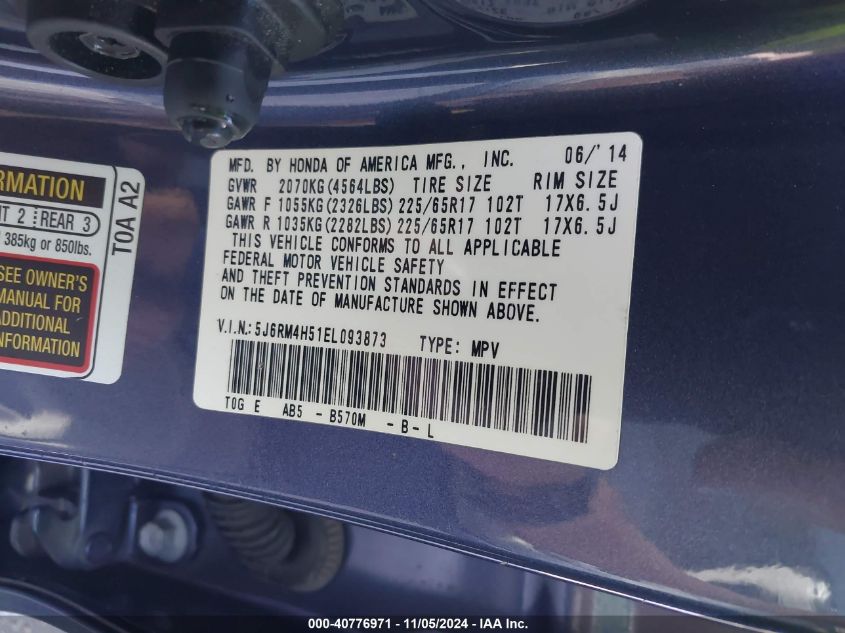 MFD. BY HONDA OF AMERICA MFG., INC. 06/'14
GVWR 2070KG(4564LBS) TIRE SIZE RIM SIZE
GAWR F 1055KG(2326LBS) 225/65R17 102T 17X6.5J
GAWR R 1035KG(2282LBS) 225/65R17 102T 17X6.5J
THIS VEHICLE CONFORMS TO ALL APPLICABLE
FEDERAL MOTOR VEHICLE SAFETY
AND THEFT PREVENTION STANDARDS IN EFFECT
ON THE DATE OF MANUFACTURE SHOWN ABOVE.
V.I.N.: 5J6RM4H51EL093873 TYPE: MPV
T0G E AB5 - B570M - B - L
RMATION
2 REAR 3
385kg or 850lbs.
SEE OWNER'S
MANUAL FOR
ADDITIONAL
T0A A2
000-40776971 - 11/05/2024 - IAA Inc.